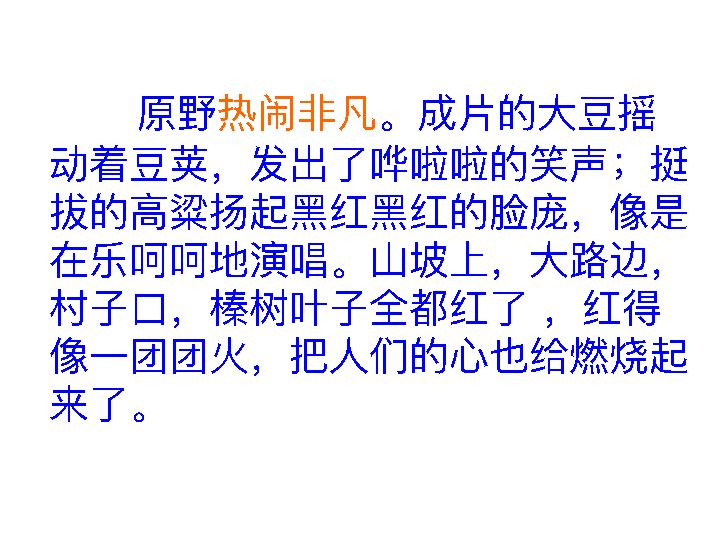 原野热闹非凡。成片的大豆摇
动着豆荚，发出了哗啦啦的笑声；挺
拔的高粱扬起黑红黑红的脸庞，像是
在乐呵呵地演唱。山坡上，大路边，
村子口，榛树叶子全都红了 ，红得
像一团团火，把人们的心也给燃烧起
来了。